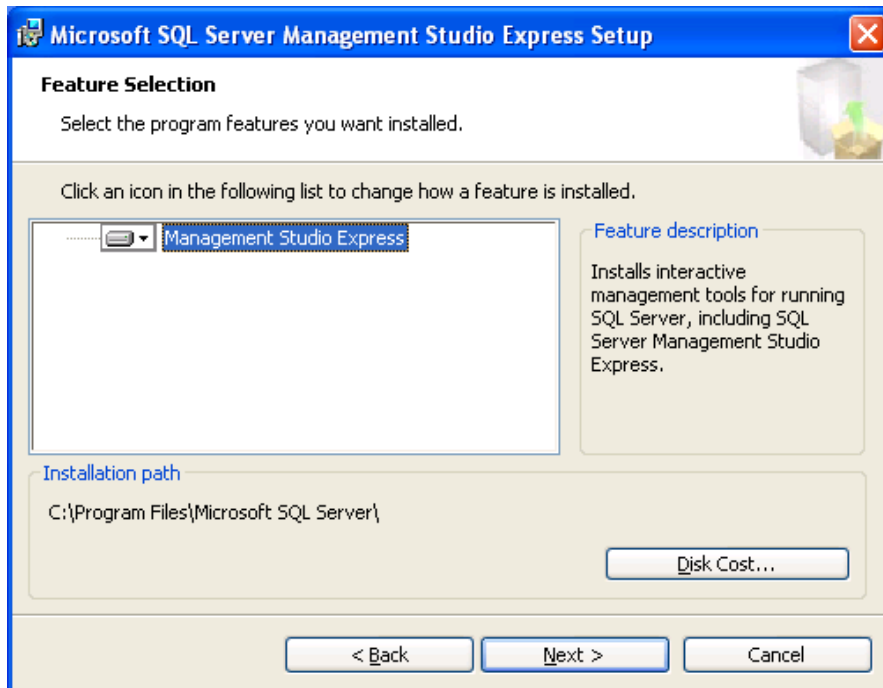 Microsoft SQL Server Management Studio Express Setup
Feature Selection
Select the program features you want installed.
Click an icon in the following list to change how a feature is installed.
Management Studio Express
Feature description
Installs interactive
management tools for running
SQL Server, including SQL
Server Management Studio
Express.
Installation path
C:\Program Files\Microsoft SQL Server\
Disk Cost...
< Back
Next >
Cancel